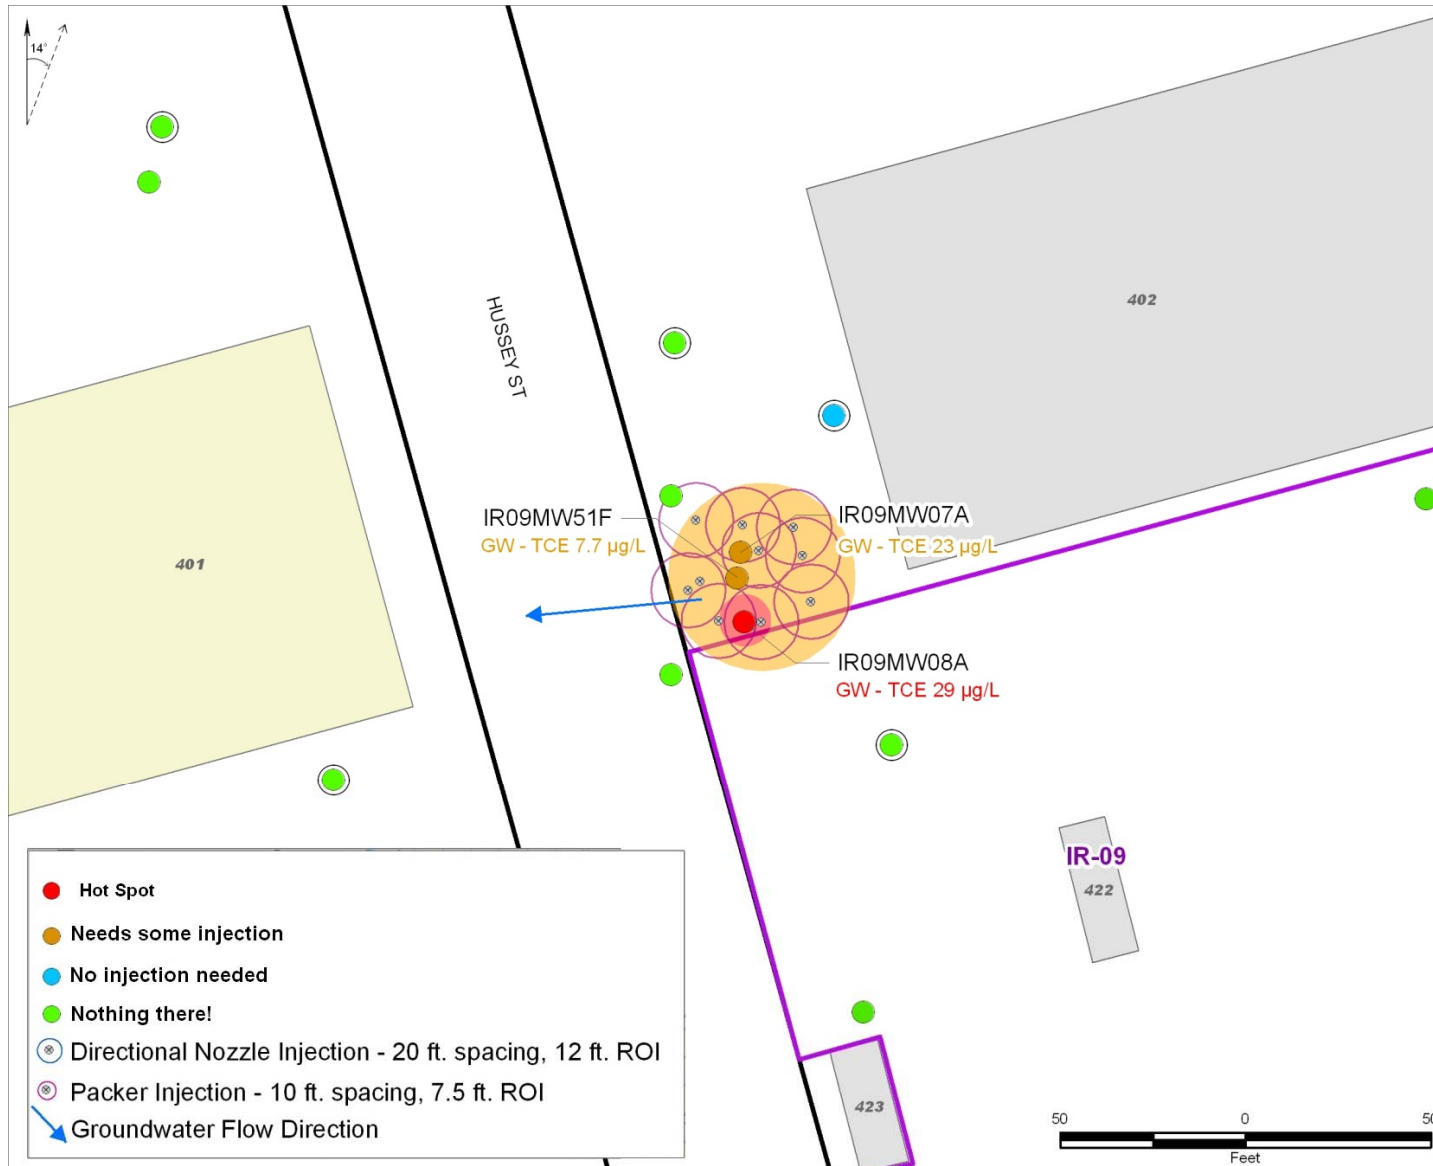 14°
HUSSEY ST
402
401
IR09MW51F
GW - TCE 7.7 µg/L
IR09MW07A
GW - TCE 23 µg/L
IR09MW08A
GW - TCE 29 µg/L
IR-09
422
423
Hot Spot
Needs some injection
No injection needed
Nothing there!
Directional Nozzle Injection - 20 ft. spacing, 12 ft. ROI
Packer Injection - 10 ft. spacing, 7.5 ft. ROI
Groundwater Flow Direction
50 0 50
Feet